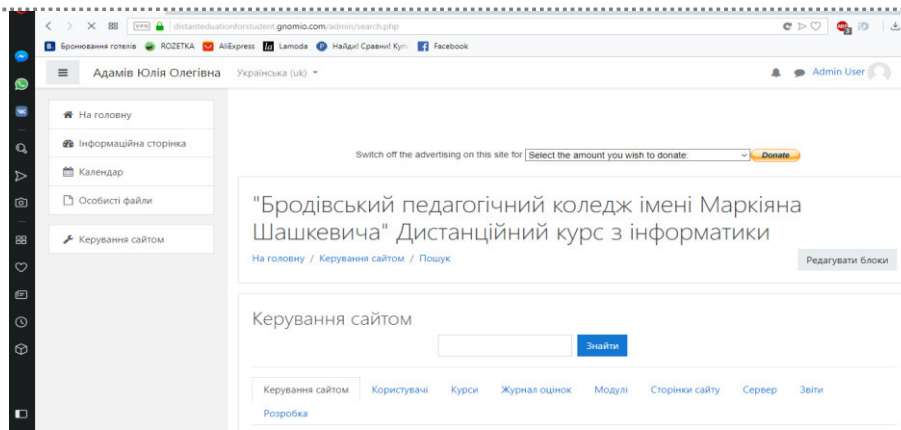 VPN distanteduationforstudent.gnomio.com/admin/search.php
B. Бронювання готелів ROZETKA AliExpress la Lamoda Найди! Сравни! Facebook
Адамів Юлія Олегівна Українська (uk) Admin User
На головну
Інформаційна сторінка
Switch off the advertising on this site for Select the amount you wish to donate: Donate
Календар
Особисті файли
"Бродівський педагогічний коледж імені Маркіяна
Шашкевича" Дистанційний курс з інформатики
Керування сайтом
На головну / Керування сайтом / Пошук Редагувати блоки
Керування сайтом
Знайти
Керування сайтом Користувачі Курси Журнал оцінок Модулі Сторінки сайту Сервер Звіти
Розробка